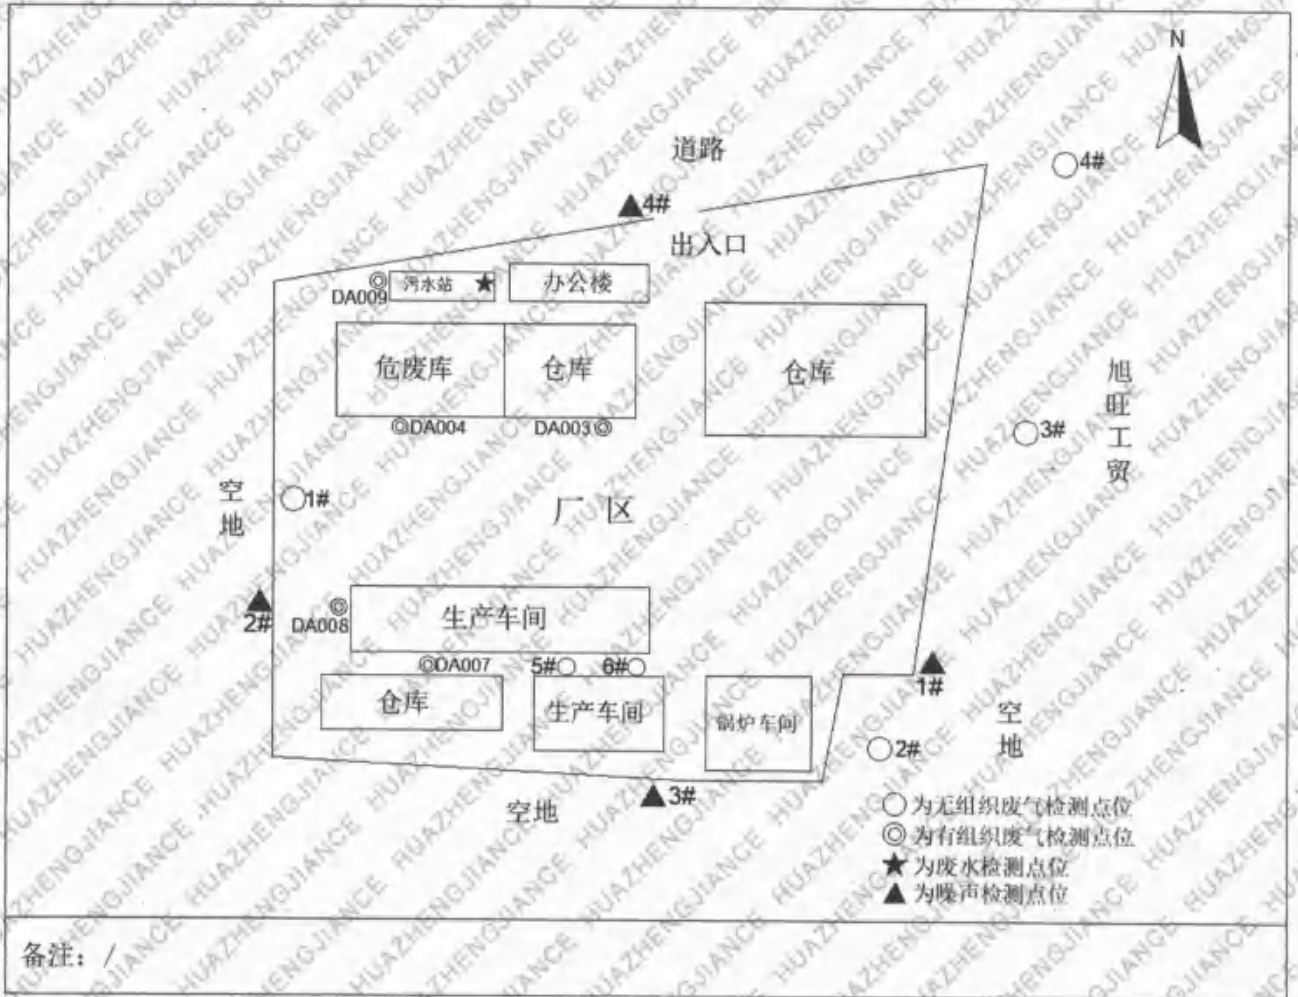 N
道路
4#
4#
出入口
污水站
办公楼
DA009
危废库
仓库
仓库
旭旺工贸
DA004
DA003
3#
空地
1#
厂 区
2#
DA008
生产车间
DA007
5#
6#
仓库
生产车间
锅炉车间
1#
空地
2#
3#
空地
为无组织废气检测点位
为有组织废气检测点位
为废水检测点位
为噪声检测点位
备注： /
HUAZHENGJIANCE